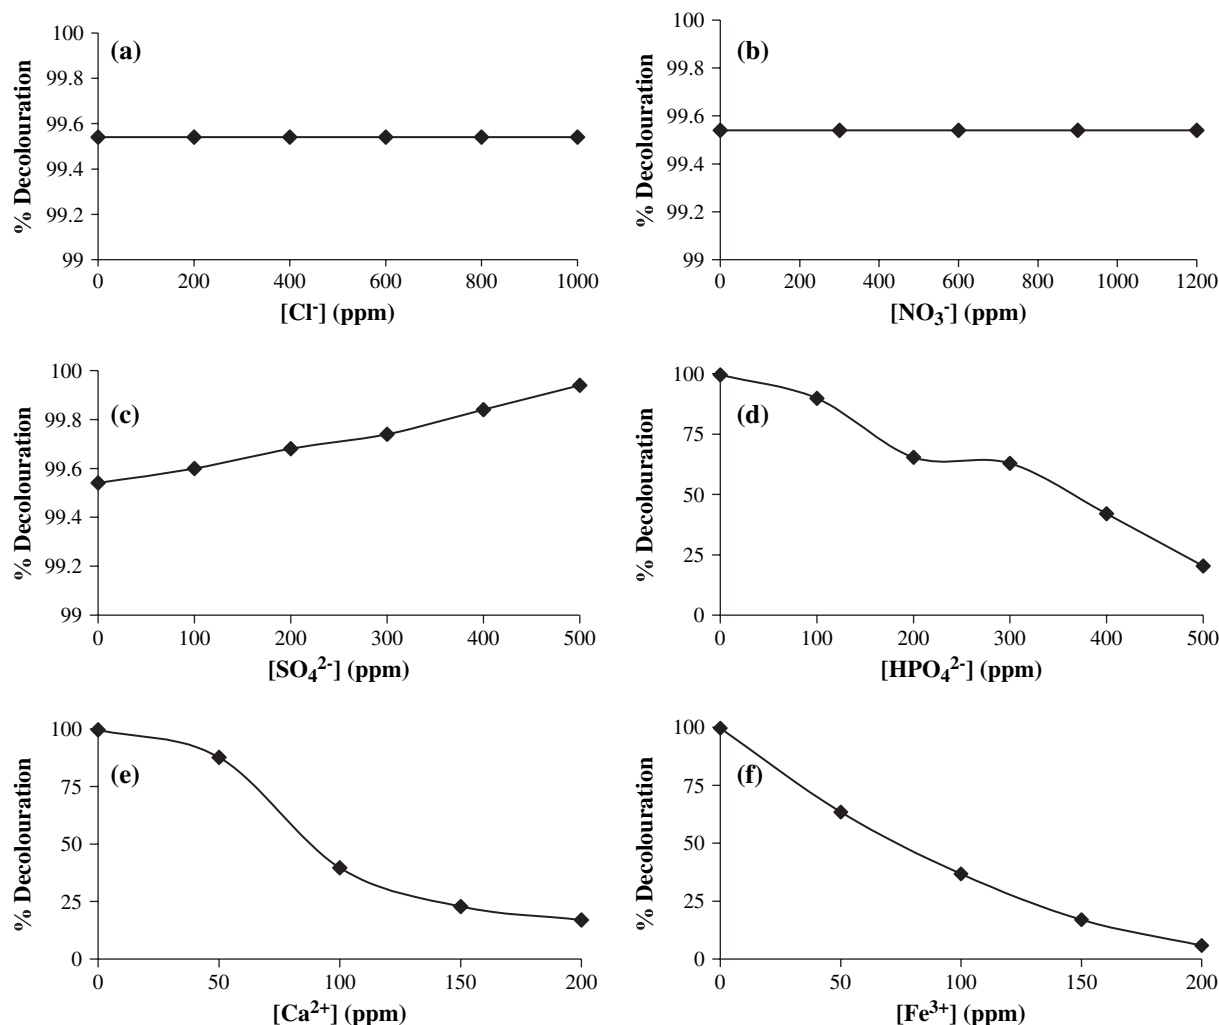 (a)
% Decolouration
100
99.8
99.6
99.4
99.2
99
0 200 400 600 800 1000
[Cl⁻] (ppm)
(b)
% Decolouration
100
99.8
99.6
99.4
99.2
99
0 200 400 600 800 1000 1200
[NO₃⁻] (ppm)
(c)
% Decolouration
100
99.8
99.6
99.4
99.2
99
0 100 200 300 400 500
[SO₄²⁻] (ppm)
(d)
% Decolouration
100
75
50
25
0
0 100 200 300 400 500
[HPO₄²⁻] (ppm)
(e)
% Decolouration
100
75
50
25
0
0 50 100 150 200
[Ca²⁺] (ppm)
(f)
% Decolouration
100
75
50
25
0
0 50 100 150 200
[Fe³⁺] (ppm)